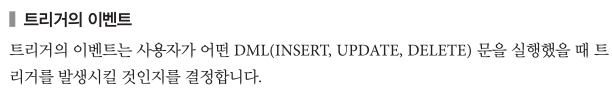 트리거의 이벤트
트리거의 이벤트는 사용자가 어떤 DML(INSERT, UPDATE, DELETE) 문을 실행했을 때 트
리거를 발생시킬 것인지를 결정합니다.